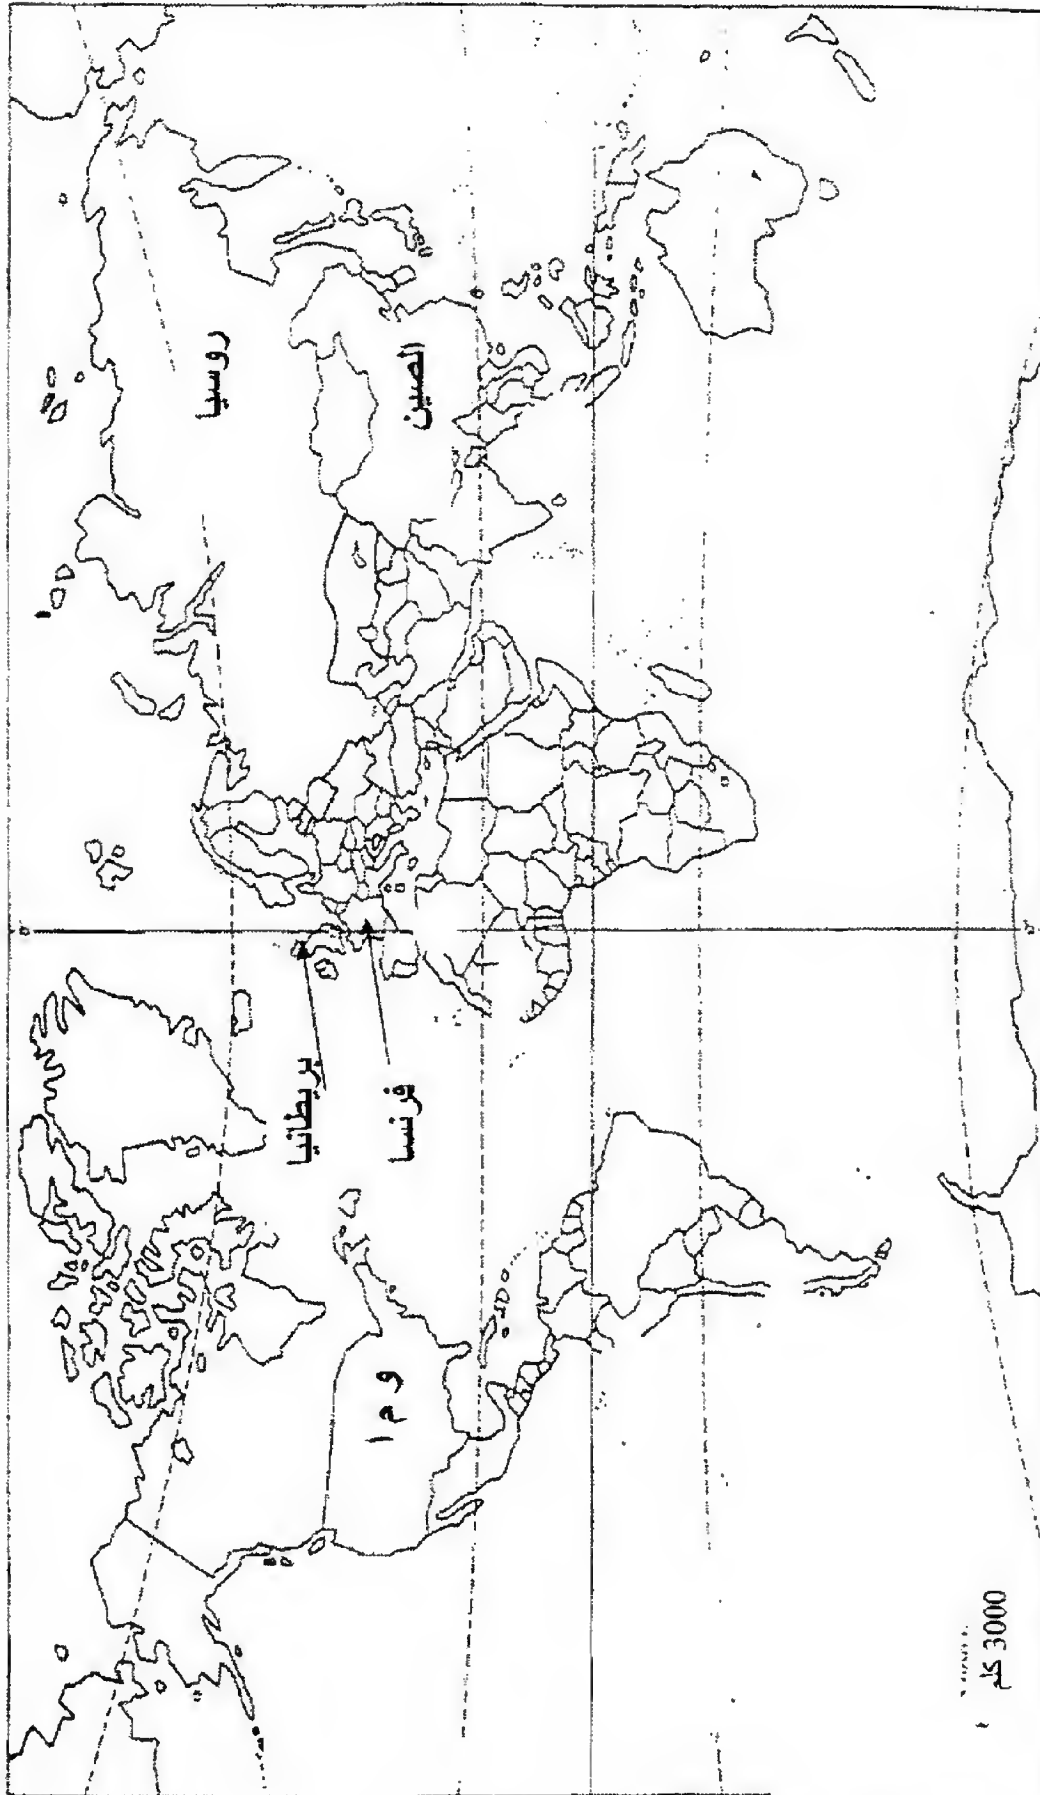 روسيا
الصين
بريطانيا
فرنسا
و م ا
3000 كلم